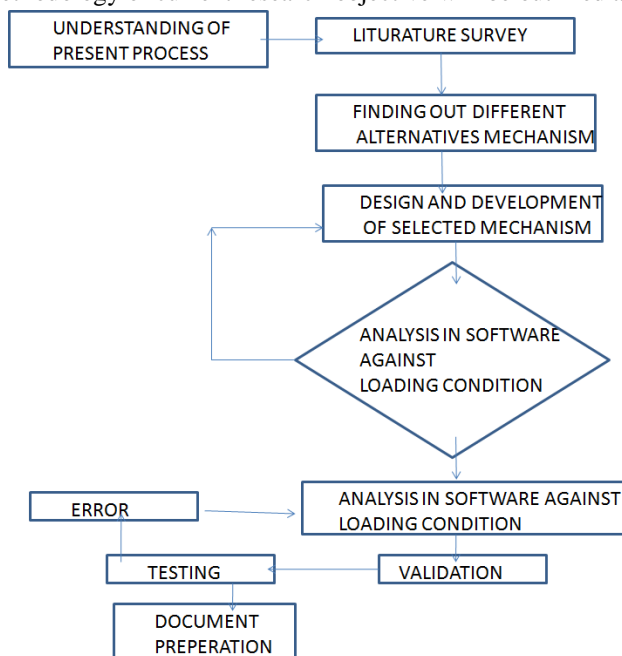 UNDERSTANDING OF
PRESENT PROCESS
LITURATURE SURVEY
FINDING OUT DIFFERENT
ALTERNATIVES MECHANISM
DESIGN AND DEVELOPMENT
OF SELECTED MECHANISM
ANALYSIS IN SOFTWARE
AGAINST
LOADING CONDITION
ANALYSIS IN SOFTWARE AGAINST
LOADING CONDITION
ERROR
TESTING
VALIDATION
DOCUMENT
PREPERATION